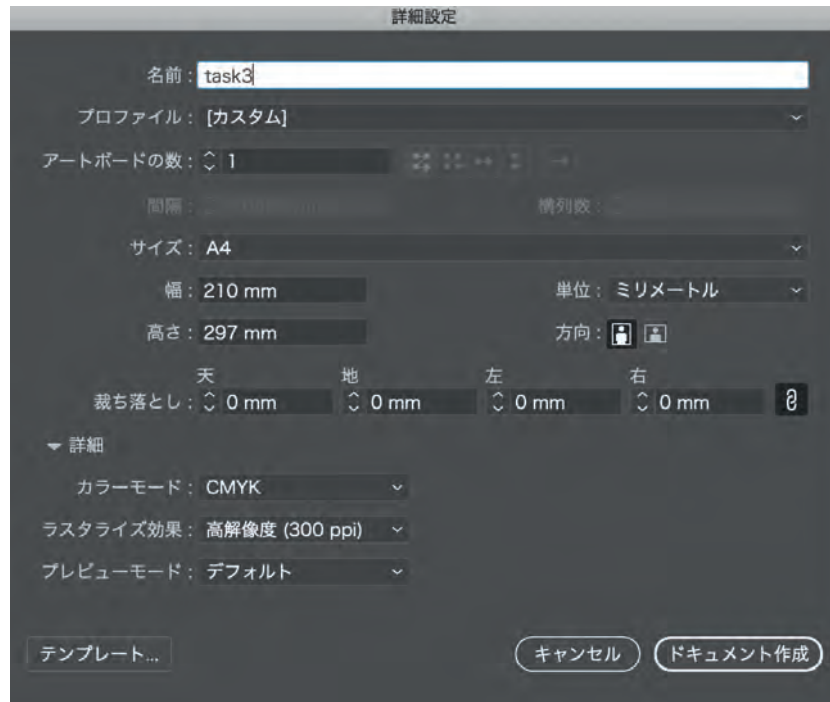 詳細設定
名前 : task3
プロファイル : [カスタム]
アートボードの数 : 1
間隔 :
横列数 :
サイズ : A4
幅 : 210 mm
単位 : ミリメートル
高さ : 297 mm
方向 :
天 地 左 右
裁ち落とし : 0 mm 0 mm 0 mm 0 mm
詳細
カラーモード : CMYK
ラスタライズ効果 : 高解像度 (300 ppi)
プレビューモード : デフォルト
テンプレート... キャンセル ドキュメント作成